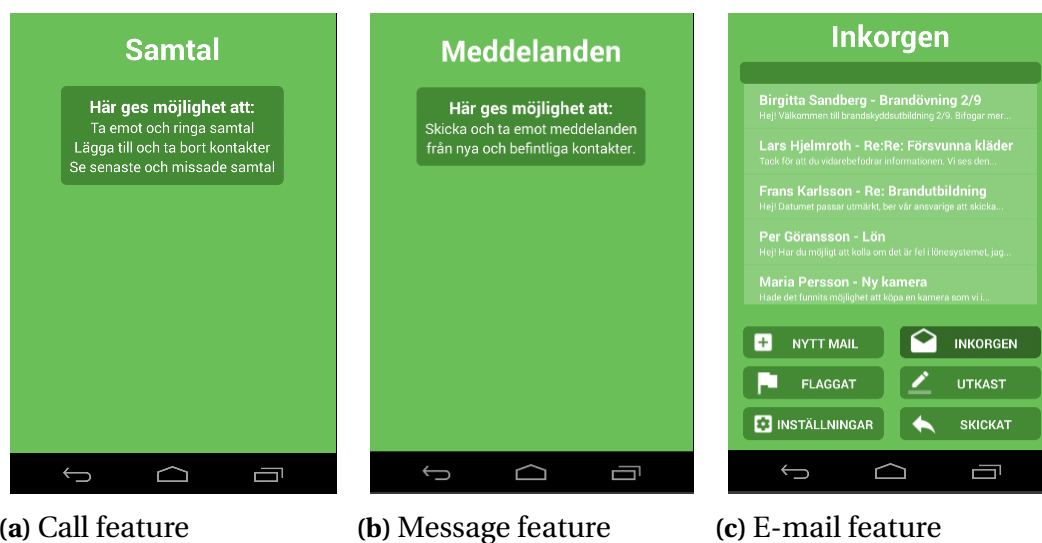 Samtal
Här ges möjlighet att:
Ta emot och ringa samtal
Lägga till och ta bort kontakter
Se senaste och missade samtal
Meddelanden
Här ges möjlighet att:
Skicka och ta emot meddelanden
från nya och befintliga kontakter.
Inkorgen
Birgitta Sandberg - Brandövning 2/9
Hej! Välkommen till brandskyddsutbildning 2/9. Bifogar mer...
Lars Hjelmroth - Re:Re: Försvunna kläder
Tack för att du vidarebefodrar informationen. Vi ses den...
Frans Karlsson - Re: Brandutbildning
Hej! Datumet passar utmärkt, ber vår ansvarige att skicka...
Per Göransson - Lön
Hej! Har du möjligt att kolla om det är fel i lönesystemet, jag...
Maria Persson - Ny kamera
Hade det funnits möjlighet att köpa en kamera som vi i...
NYTT MAIL
INKORGEN
FLAGGAT
UTKAST
INSTÄLLNINGAR
SKICKAT
(a) Call feature
(b) Message feature
(c) E-mail feature